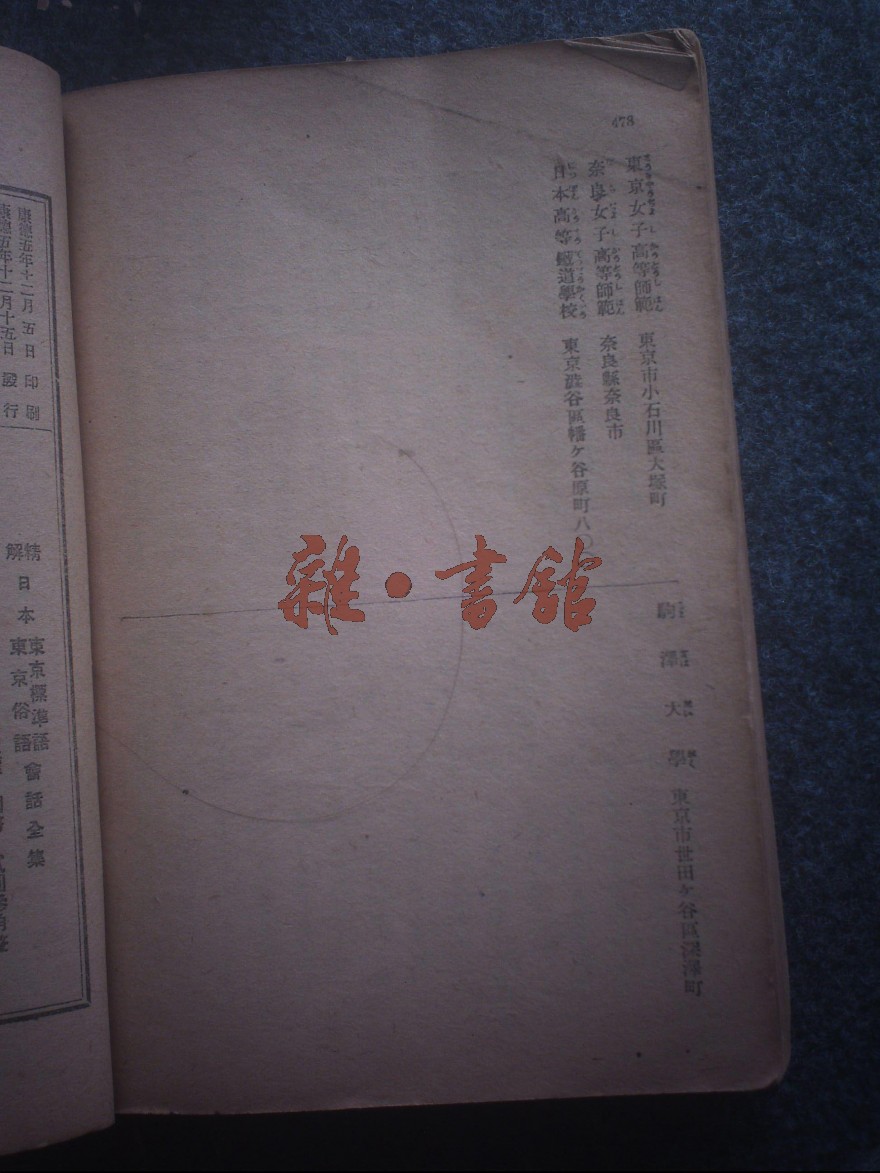 478
東京女子高等師範 東京市小石川區大塚町
奈良女子高等師範 奈良縣奈良市
日本高等鐵道學校 東京澁谷區幡ケ谷原町八〇
駒澤大學 東京市世田ケ谷區深澤町
雜・書館
康德五年十二月五日印刷
康德五年十二月十五日發行
精解日本
東京標準語
東京俗語
會話全集